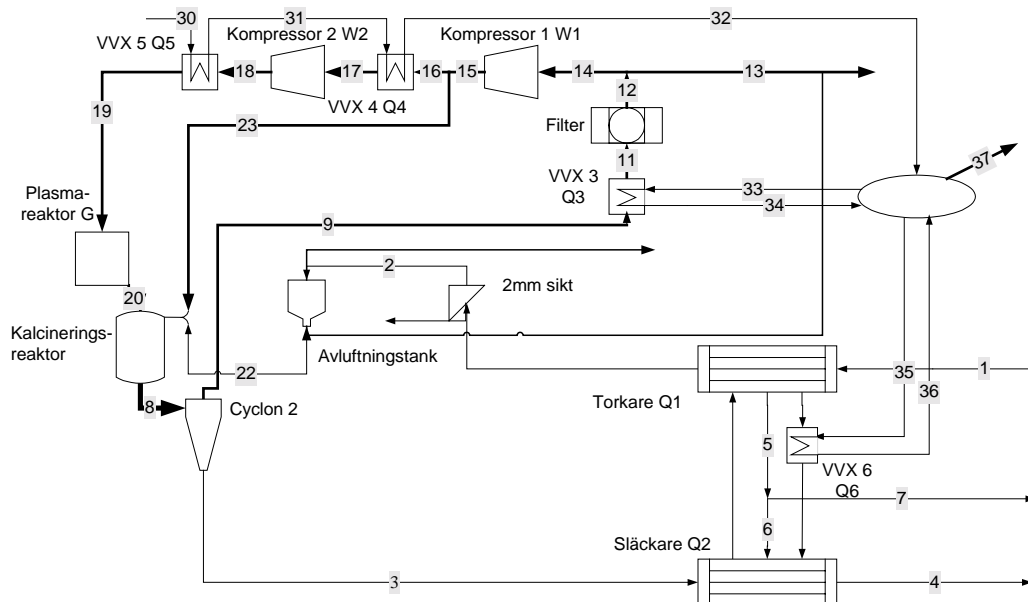 30
31
32
VVX 5 Q5
Kompressor 2 W2
Kompressor 1 W1
18
17
16
15
14
13
VVX 4 Q4
12
19
23
Filter
11
VVX 3
Q3
37
33
34
Plasma-
reaktor G
9
2
2mm sikt
20
Kalcinerings-
reaktor
Avluftningstank
22
35
1
36
8
Cyclon 2
Torkare Q1
5
VVX 6
Q6
7
6
Släckare Q2
3
4